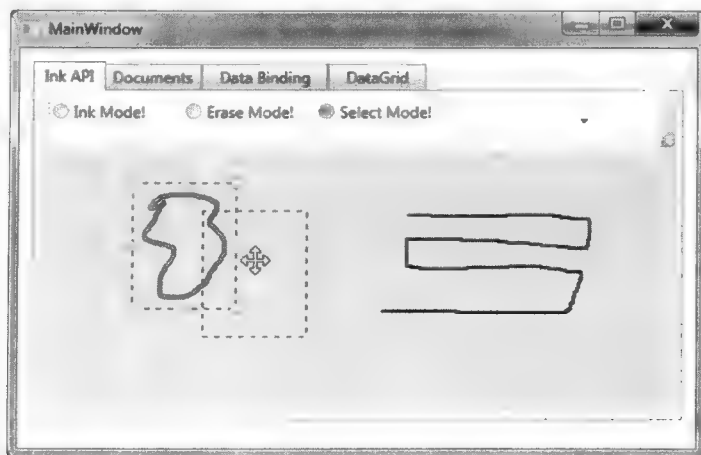 MainWindow
Ink API Documents Data Binding DataGrid
Ink Mode! Erase Mode! Select Mode!